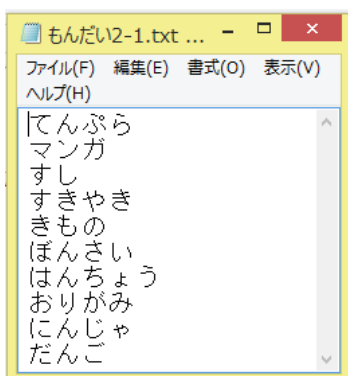 もんだい2-1.txt ...
ファイル(F) 編集(E) 書式(O) 表示(V)
ヘルプ(H)
てんぷら
マンガ
すし
すきやき
きもの
ぼんさい
はんちょう
おりがみ
にんじゃ
だんご